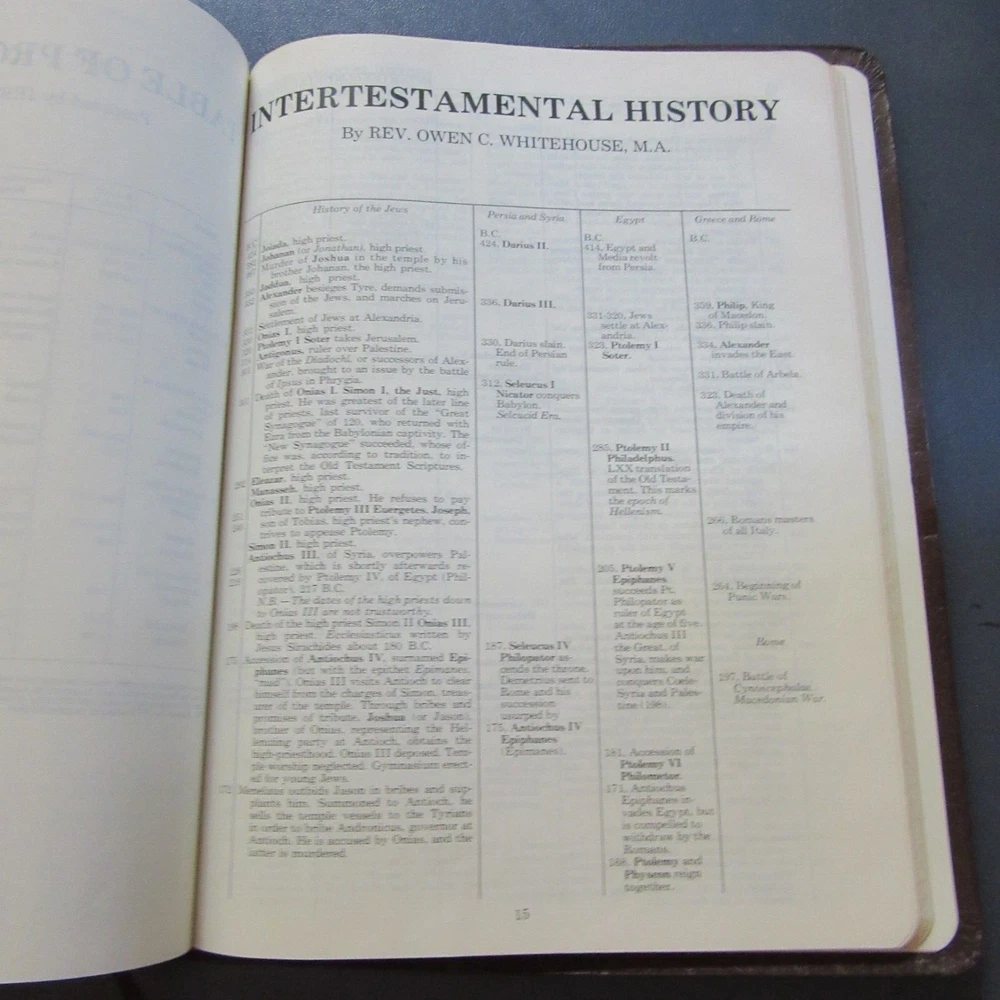 INTERTESTAMENTAL HISTORY
By REV. OWEN C. WHITEHOUSE, M.A.
History of the Jews
Joiada, high priest.
Johanan (or Jonathan), high priest.
Murder of Joshua in the temple by his
brother Johanan, the high priest.
Jaddua, high priest.
Alexander besieges Tyre, demands submis-
sion of the Jews, and marches on Jeru-
salem.
Settlement of Jews at Alexandria.
Onias I, high priest.
Ptolemy I Soter takes Jerusalem.
Antigonus, ruler over Palestine.
War of the Diadochi, or successors of Alex-
ander, brought to an issue by the battle
of Ipsus in Phrygia.
Death of Onias I. Simon I, the Just, high
priest. He was greatest of the later line
of priests, last survivor of the "Great
Synagogue" of 120, who returned with
Ezra from the Babylonian captivity. The
"New Synagogue" succeeded, whose of-
fice was, according to tradition, to in-
terpret the Old Testament Scriptures.
Eleazar, high priest.
Manasseh, high priest.
Onias II, high priest. He refuses to pay
tribute to Ptolemy III Euergetes. Joseph,
son of Tobias, high priest's nephew, con-
trives to appease Ptolemy.
Simon II, high priest.
Antiochus III, of Syria, overpowers Pal-
estine, which is shortly afterwards re-
covered by Ptolemy IV, of Egypt (Phil-
opator), 217 B.C.
N.B.—The dates of the high priests down
to Onias III are not trustworthy.
Death of the high priest Simon II Onias III,
high priest. Ecclesiasticus written by
Jesus Sirachides about 180 B.C.
Accession of Antiochus IV, surnamed Epi-
phanes (but with the epithet Epimanes,
"mad"). Onias III visits Antioch to clear
himself from the charges of Simon, treas-
urer of the temple. Through bribes and
promises of tribute, Joshua (or Jason),
brother of Onias, representing the Hel-
lenizing party at Antioch, obtains the
high-priesthood. Onias III deposed. Tem-
ple-worship neglected. Gymnasium erect-
ed for young Jews.
Menelaus outbids Jason in bribes and sup-
plants him. Summoned to Antioch, he
sells the temple vessels to the Tyrians
in order to bribe Andronicus, governor at
Antioch. He is accused by Onias, and the
latter is murdered.
Persia and Syria
B.C.
424. Darius II.
336. Darius III.
330. Darius slain.
End of Persian
rule.
312. Seleucus I
Nicator conquers
Babylon.
Seleucid Era.
187. Seleucus IV
Philopator as-
cends the throne.
Demetrius sent to
Rome and his
succession
usurped by
175. Antiochus IV
Epiphanes
(Epimanes).
Egypt
B.C.
414. Egypt and
Media revolt
from Persia.
331-320. Jews
settle at Alex-
andria.
323. Ptolemy I
Soter.
285. Ptolemy II
Philadelphus.
LXX translation
of the Old Testa-
ment. This marks
the epoch of
Hellenism.
205. Ptolemy V
Epiphanes
succeeds Pt.
Philopator as
ruler of Egypt
at the age of five.
Antiochus III
the Great, of
Syria, makes war
upon him, and
conquers Coele-
Syria and Pales-
tine (198).
181. Accession of
Ptolemy VI
Philometor.
171. Antiochus
Epiphanes in-
vades Egypt, but
is compelled to
withdraw by the
Romans.
168. Ptolemy and
Physcon reign
together.
Greece and Rome
B.C.
359. Philip, King
of Macedon.
336. Philip slain.
334. Alexander
invades the East.
331. Battle of Arbela.
323. Death of
Alexander and
division of his
empire.
266. Romans masters
of all Italy.
264. Beginning of
Punic Wars.
Rome
197. Battle of
Cynoscephalae.
Macedonian War.
15